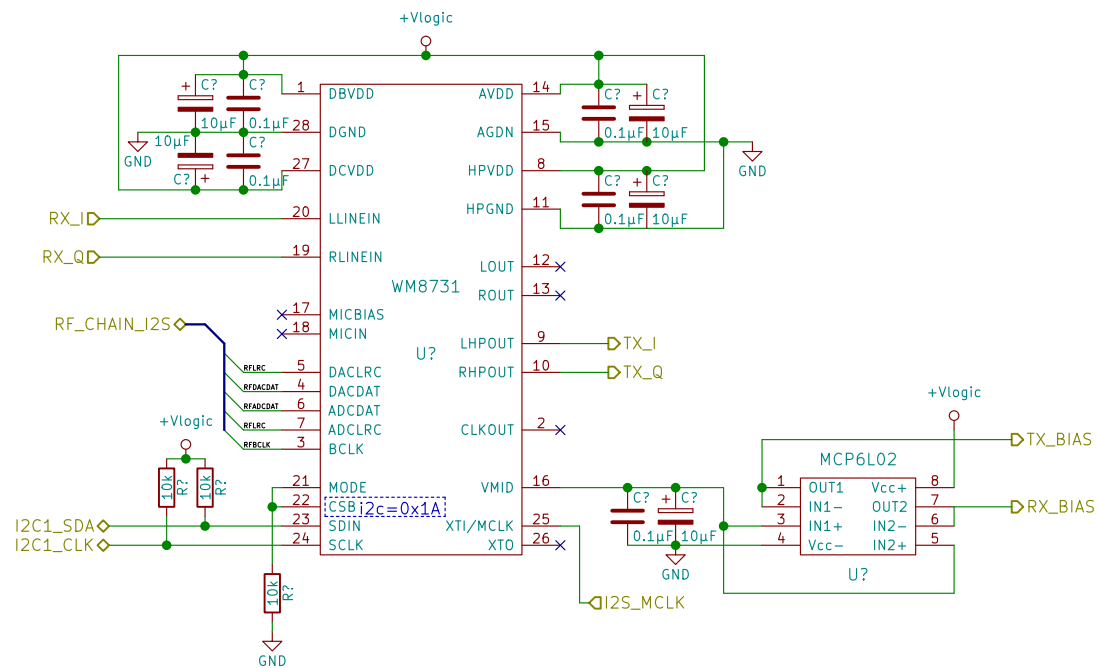 +Vlogic
C?
C?
10µF
0.1µF
10µF
C?
C?
0.1µF
GND
1
DBVDD
28
DGND
27
DCVDD
20
LLINEIN
19
RLINEIN
17
MICBIAS
18
MICIN
5
DACLRC
4
DACDAT
6
ADCDAT
7
ADCLRC
3
BCLK
21
MODE
22
CSB
i2c=0x1A
23
SDIN
24
SCLK
RX_I
RX_Q
RF_CHAIN_I2S
RFLRC
RFDACDAT
RFADCDAT
RFLRC
RFBCLK
+Vlogic
10k
R?
10k
R?
I2C1_SDA
I2C1_CLK
10k
R?
GND
WM8731
U?
AVDD
14
AGDN
15
HPVDD
8
HPGND
11
LOUT
12
ROUT
13
LHPOUT
9
RHPOUT
10
CLKOUT
2
VMID
16
XTI/MCLK
25
XTO
26
C?
C?
0.1µF
10µF
GND
C?
C?
0.1µF
10µF
TX_I
TX_Q
C?
C?
0.1µF
10µF
GND
I2S_MCLK
+Vlogic
MCP6L02
1
OUT1
2
IN1-
3
IN1+
4
Vcc-
Vcc+
8
OUT2
7
IN2-
6
IN2+
5
U?
TX_BIAS
RX_BIAS